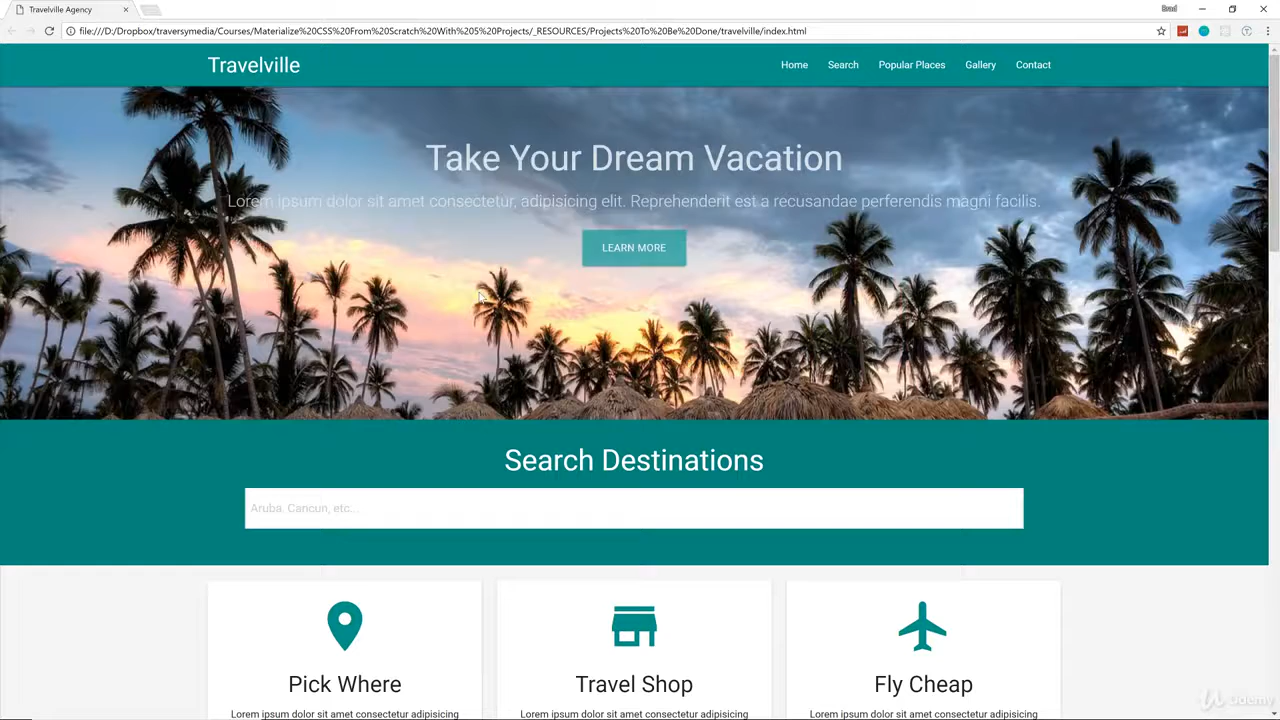 Travelville Agency
Brad
file:///D:/Dropbox/traversymedia/Courses/Materialize%20CSS%20From%20Scratch%20With%205%20Projects/_RESOURCES/Projects%20To%20Be%20Done/travelville/index.html
Travelville
Home Search Popular Places Gallery Contact
Take Your Dream Vacation
Lorem ipsum dolor sit amet consectetur, adipisicing elit. Reprehenderit est a recusandae perferendis magni facilis.
LEARN MORE
Search Destinations
Aruba, Cancun, etc...
Pick Where Travel Shop Fly Cheap
Lorem ipsum dolor sit amet consectetur adipisicing Lorem ipsum dolor sit amet consectetur adipisicing Lorem ipsum dolor sit amet consectetur adipisicing
Udemy